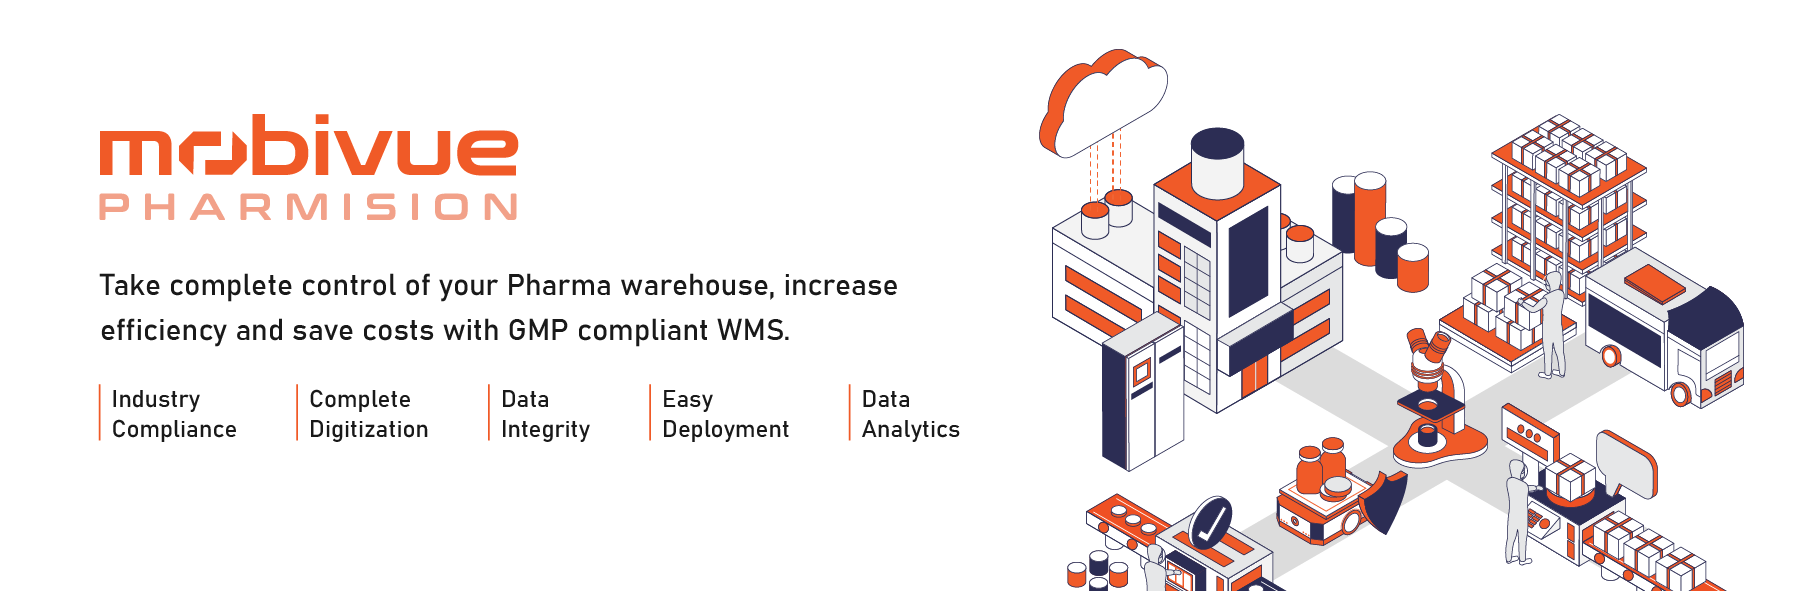 mobivue
PHARMISION
Take complete control of your Pharma warehouse, increase
efficiency and save costs with GMP compliant WMS.
Industry
Compliance
Complete
Digitization
Data
Integrity
Easy
Deployment
Data
Analytics